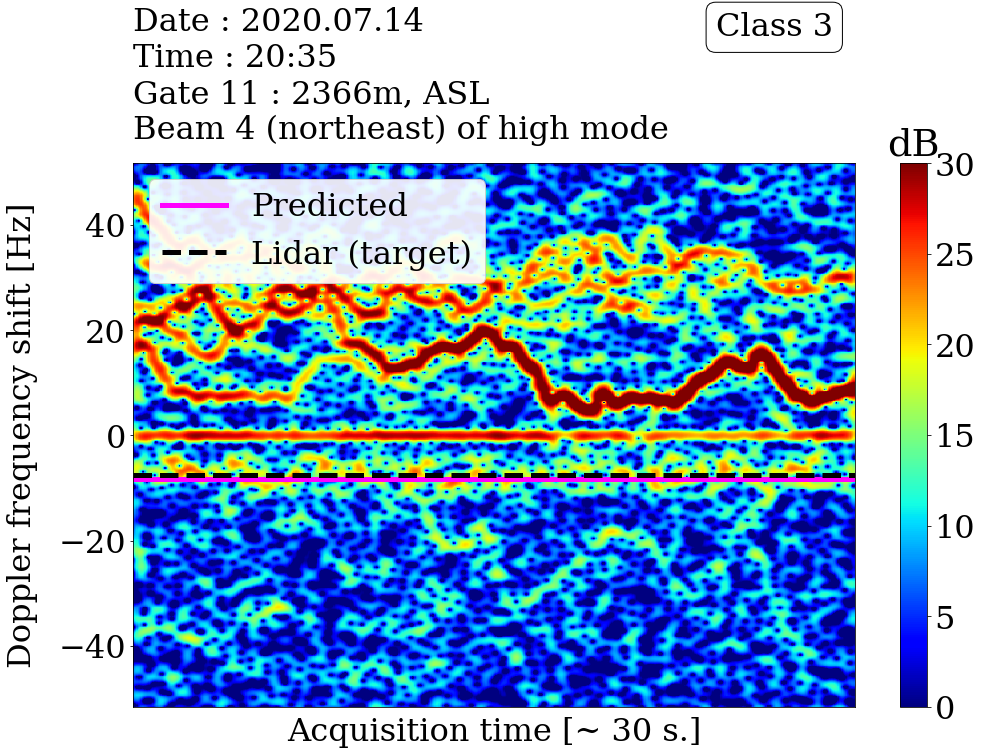 Date : 2020.07.14
Time : 20:35
Gate 11 : 2366m, ASL
Beam 4 (northeast) of high mode
Class 3
dB
Predicted
Lidar (target)
Doppler frequency shift [Hz]
40
20
0
−20
−40
Acquisition time [~ 30 s.]
30
25
20
15
10
5
0